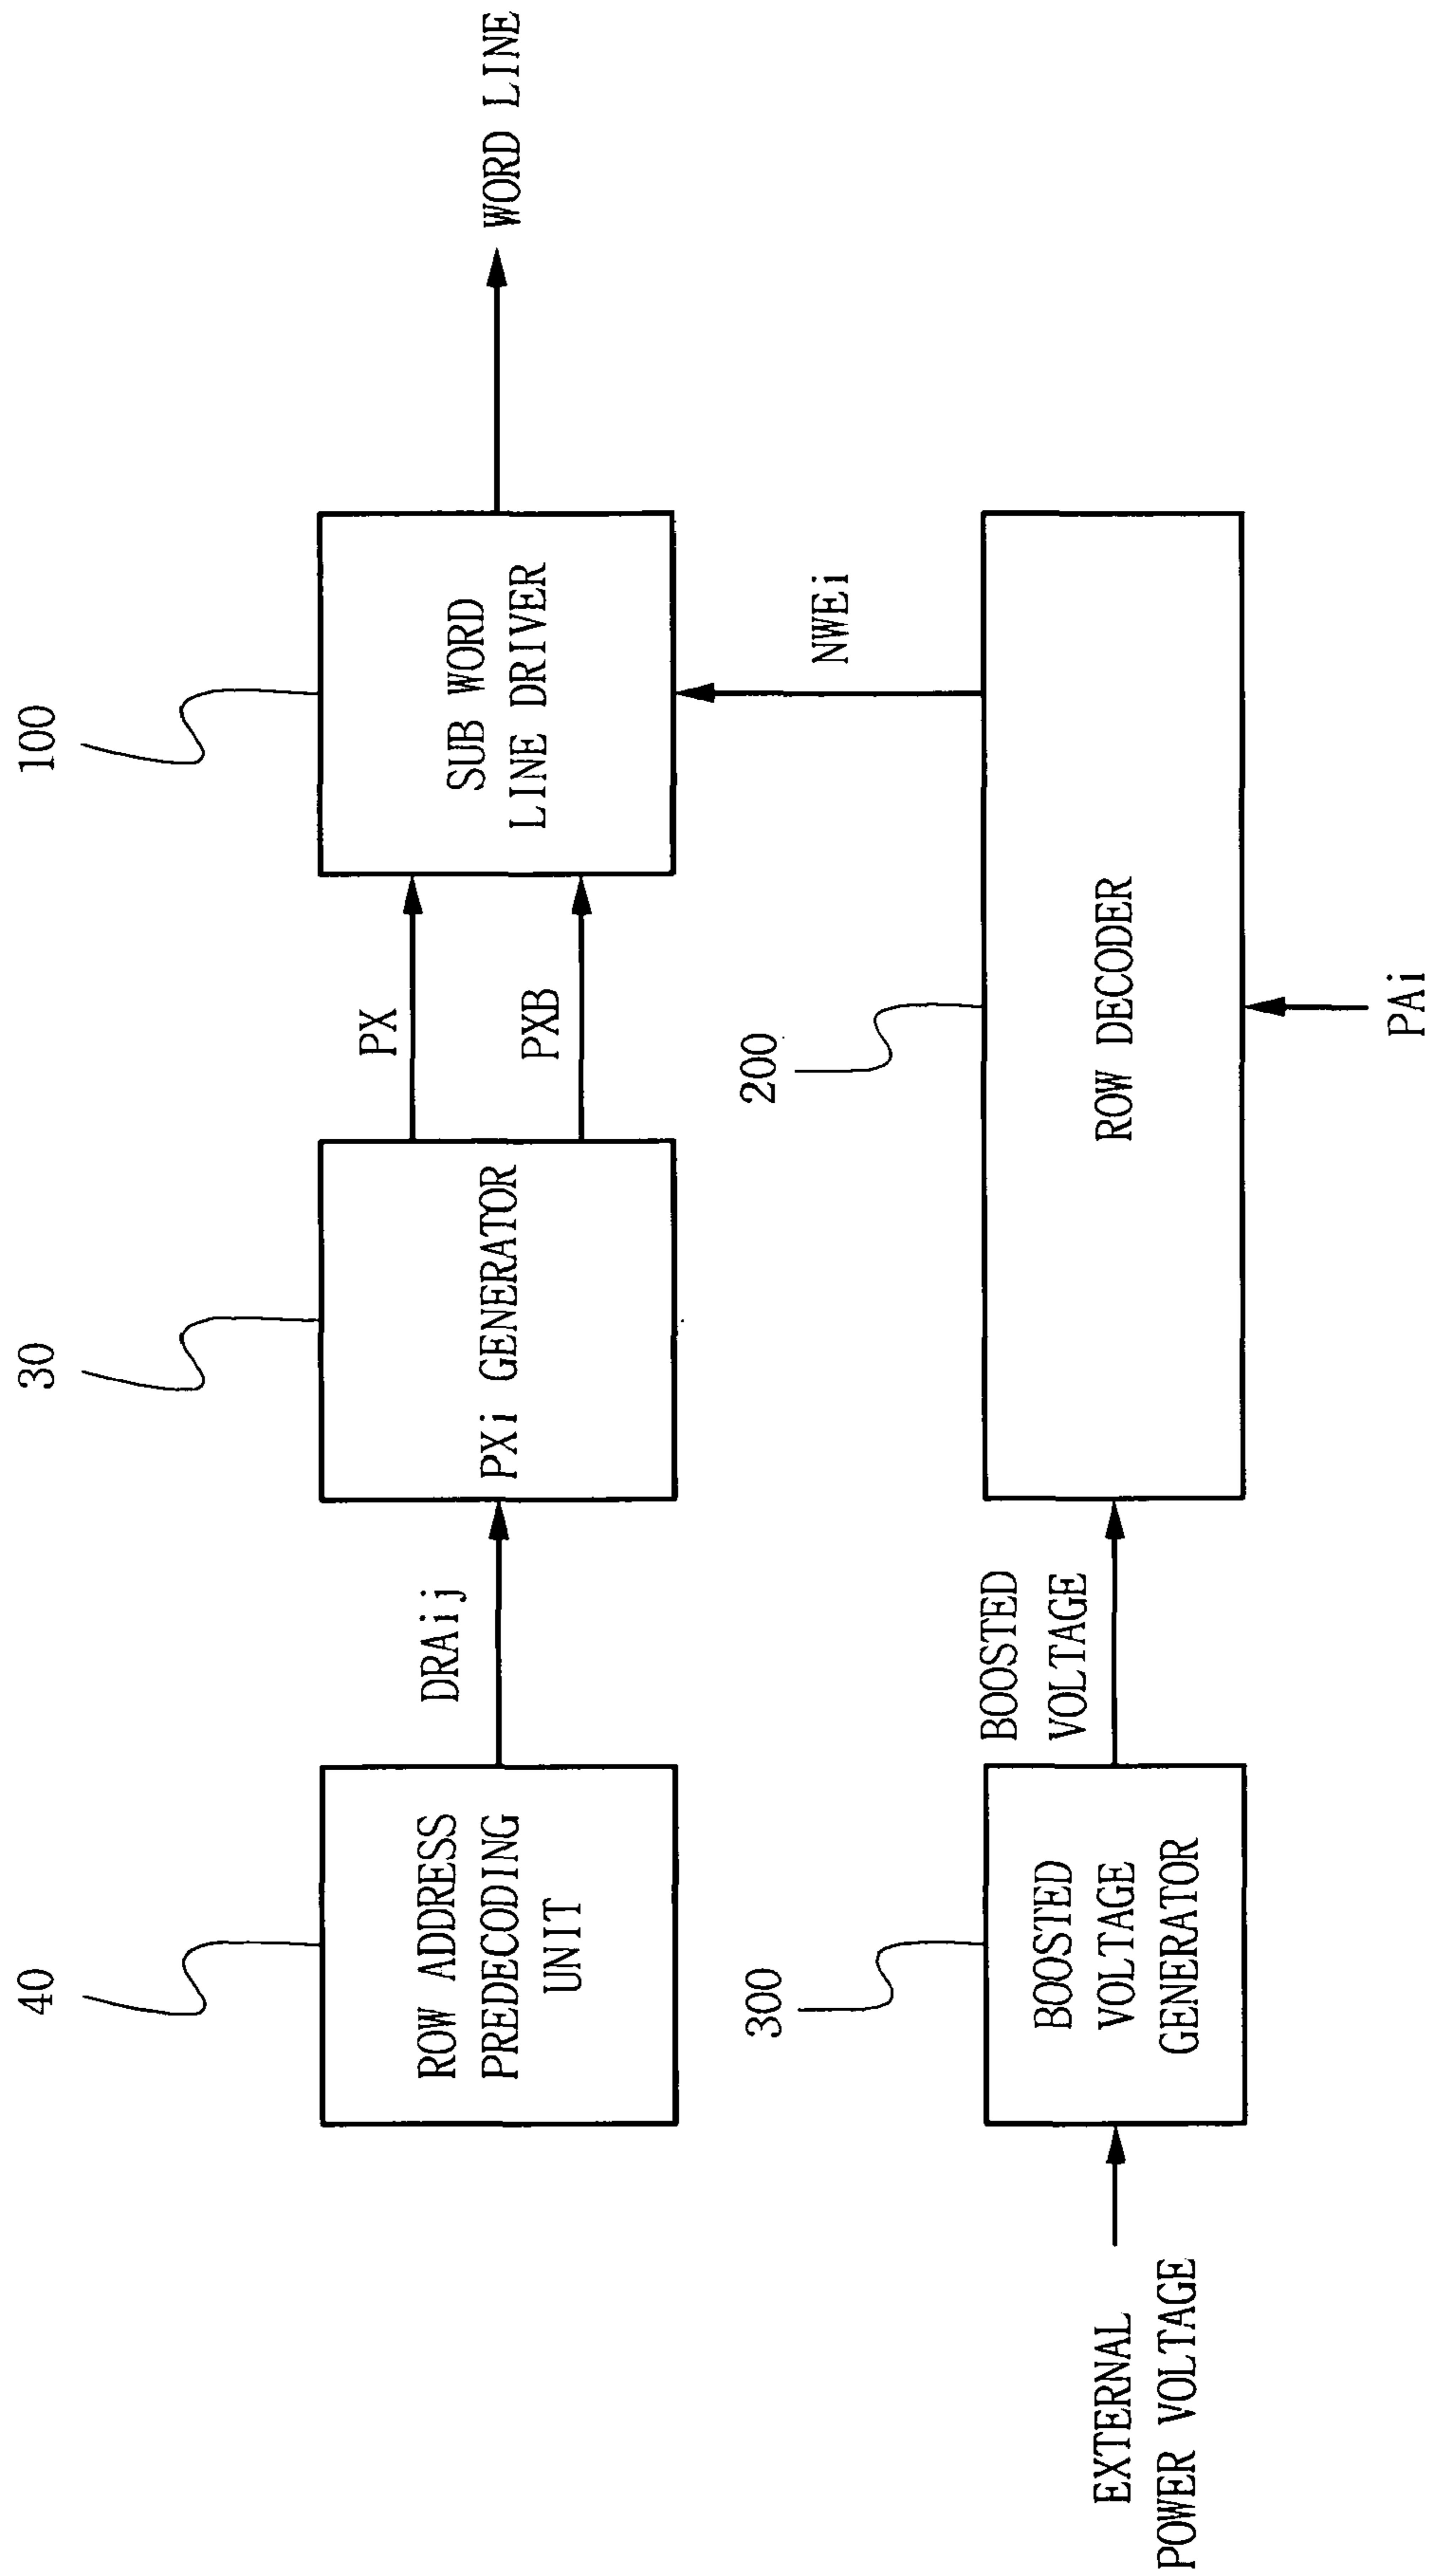 40
ROW ADDRESS
PREDECODING
UNIT
DRAij
30
PXi GENERATOR
PX
PXB
100
SUB WORD
LINE DRIVER
WORD LINE
NWEi
EXTERNAL
POWER VOLTAGE
300
BOOSTED
VOLTAGE
GENERATOR
BOOSTED
VOLTAGE
200
ROW DECODER
PAi